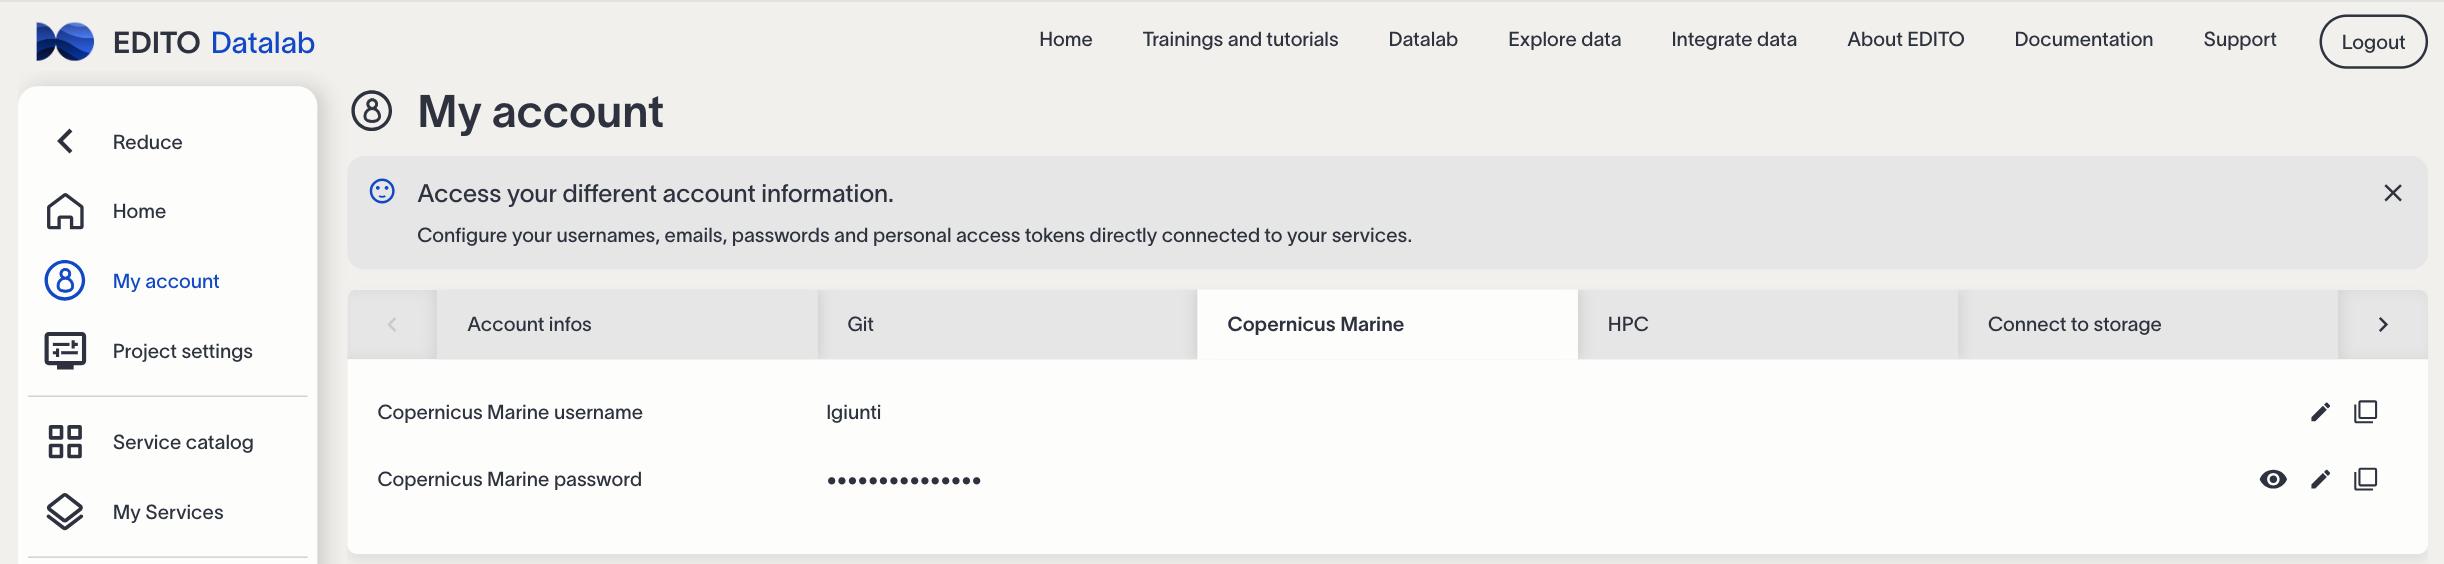 EDITO Datalab
Home
Trainings and tutorials
Datalab
Explore data
Integrate data
About EDITO
Documentation
Support
Logout
Reduce
Home
My account
Project settings
Service catalog
My Services
My account
Access your different account information.
Configure your usernames, emails, passwords and personal access tokens directly connected to your services.
Account infos
Git
Copernicus Marine
HPC
Connect to storage
Copernicus Marine username
lgiunti
Copernicus Marine password
•••••••••••••••